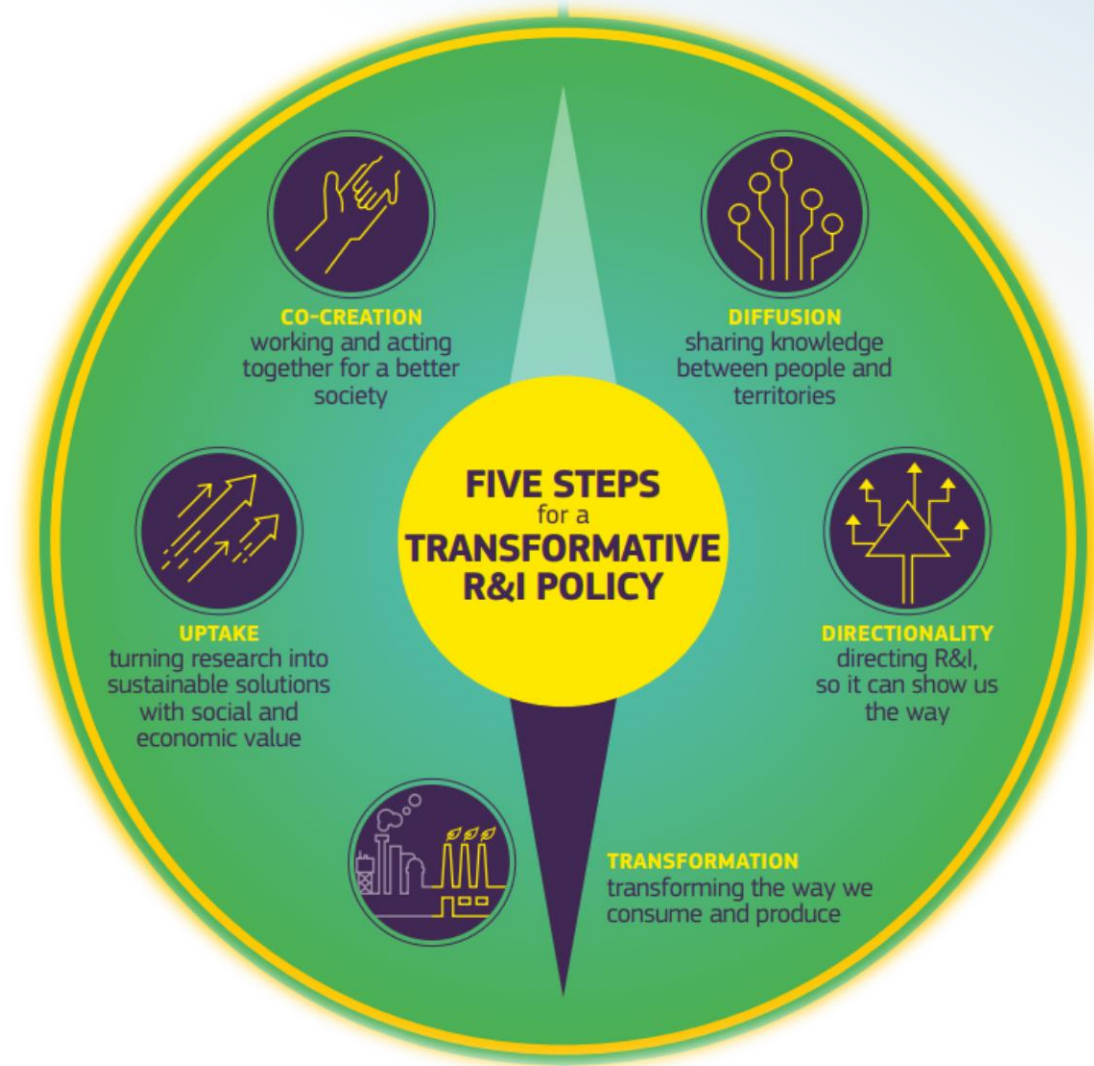 CO-CREATION
working and acting
together for a better
society
DIFFUSION
sharing knowledge
between people and
territories
FIVE STEPS
for a
TRANSFORMATIVE
R&I POLICY
UPTAKE
turning research into
sustainable solutions
with social and
economic value
DIRECTIONALITY
directing R&I,
so it can show us
the way
TRANSFORMATION
transforming the way we
consume and produce